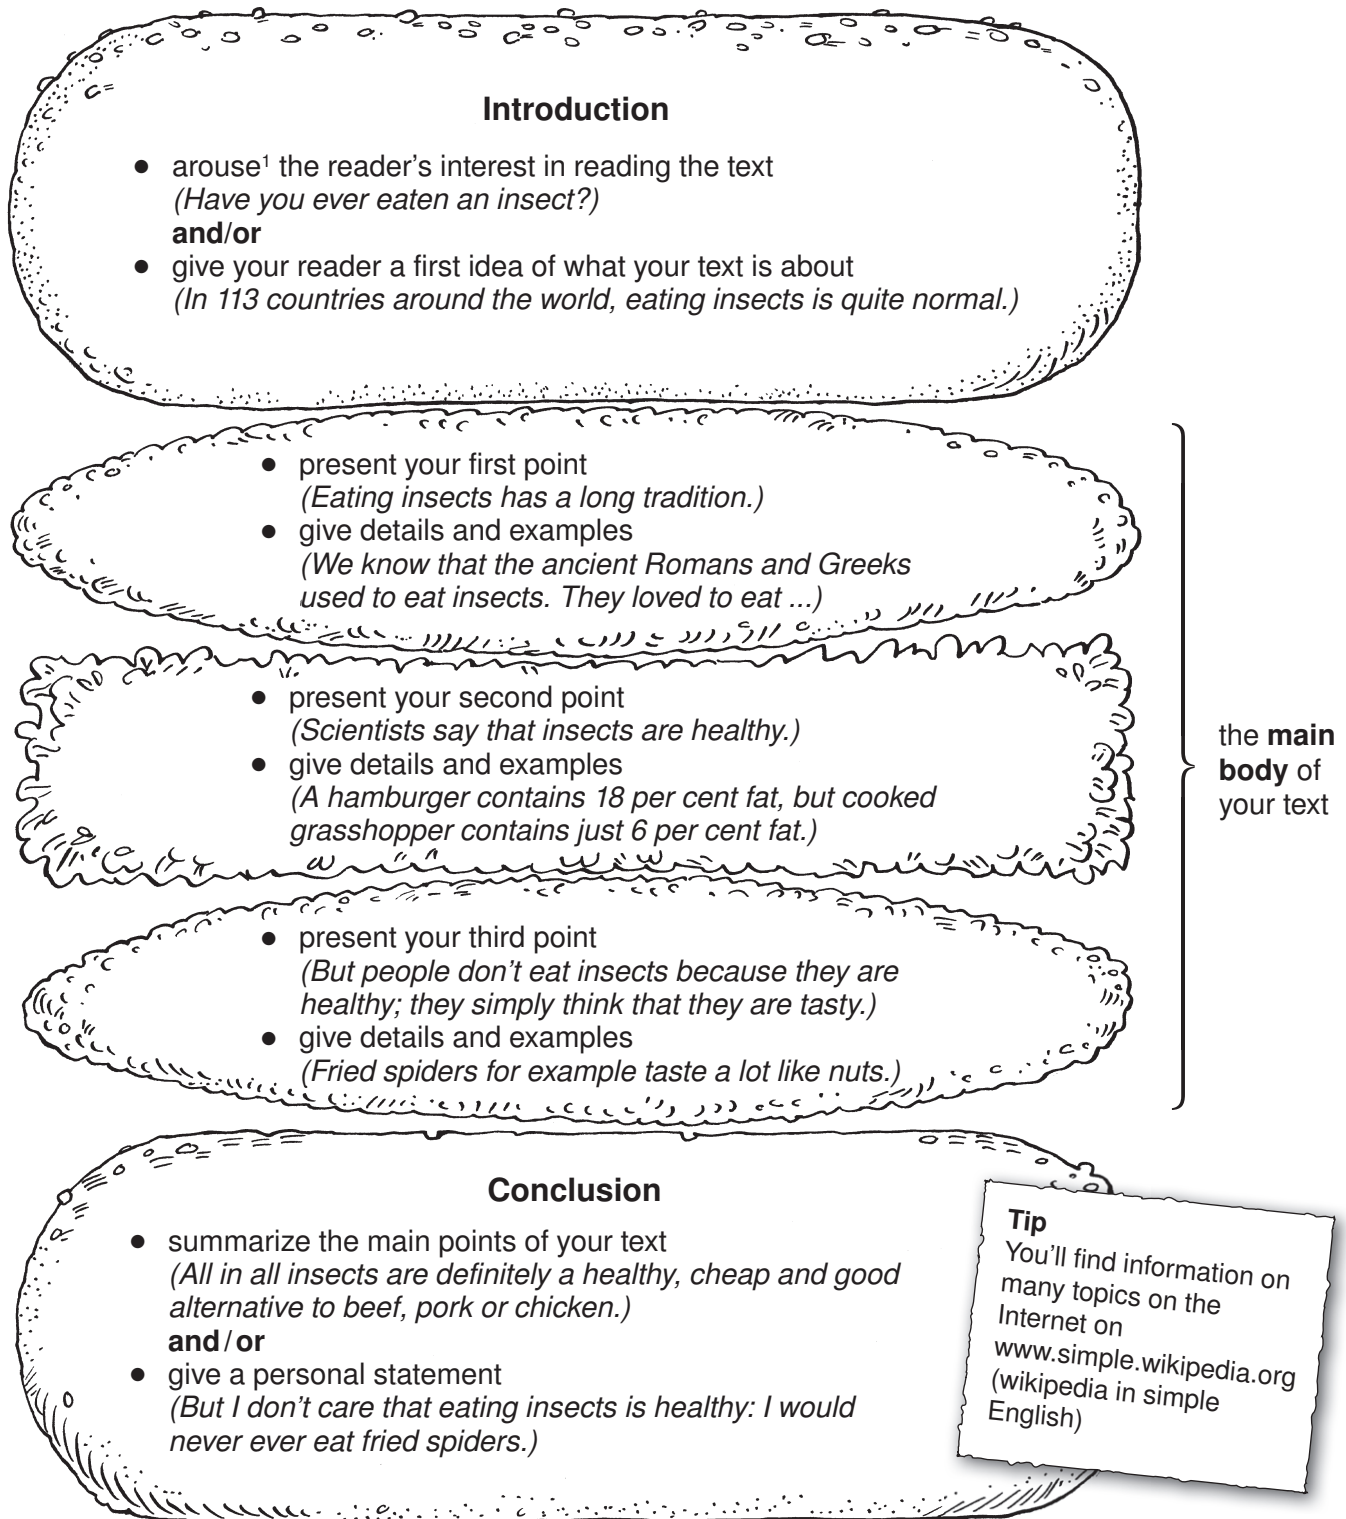 Introduction
• arouse¹ the reader's interest in reading the text
(Have you ever eaten an insect?)
and/or
• give your reader a first idea of what your text is about
(In 113 countries around the world, eating insects is quite normal.)
• present your first point
(Eating insects has a long tradition.)
• give details and examples
(We know that the ancient Romans and Greeks
used to eat insects. They loved to eat ...)
• present your second point
(Scientists say that insects are healthy.)
• give details and examples
(A hamburger contains 18 per cent fat, but cooked
grasshopper contains just 6 per cent fat.)
• present your third point
(But people don't eat insects because they are
healthy; they simply think that they are tasty.)
• give details and examples
(Fried spiders for example taste a lot like nuts.)
the main
body of
your text
Conclusion
• summarize the main points of your text
(All in all insects are definitely a healthy, cheap and good
alternative to beef, pork or chicken.)
and/or
• give a personal statement
(But I don't care that eating insects is healthy: I would
never ever eat fried spiders.)
Tip
You'll find information on
many topics on the
Internet on
www.simple.wikipedia.org
(wikipedia in simple
English)